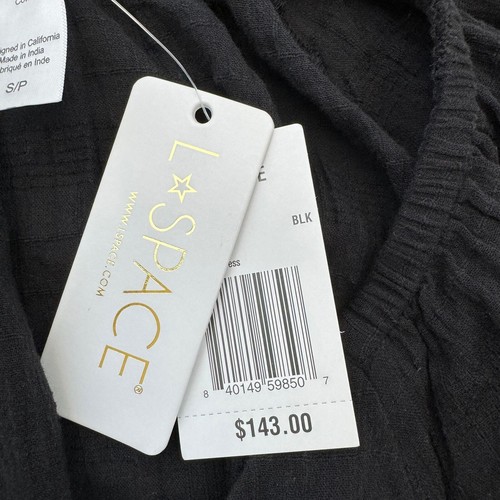 igned in California
Made in India
briqué en Inde
S/P
L☆SPACE®
WWW.LSPACE.COM
E
BLK
ess
8 40149 59850 7
$143.00